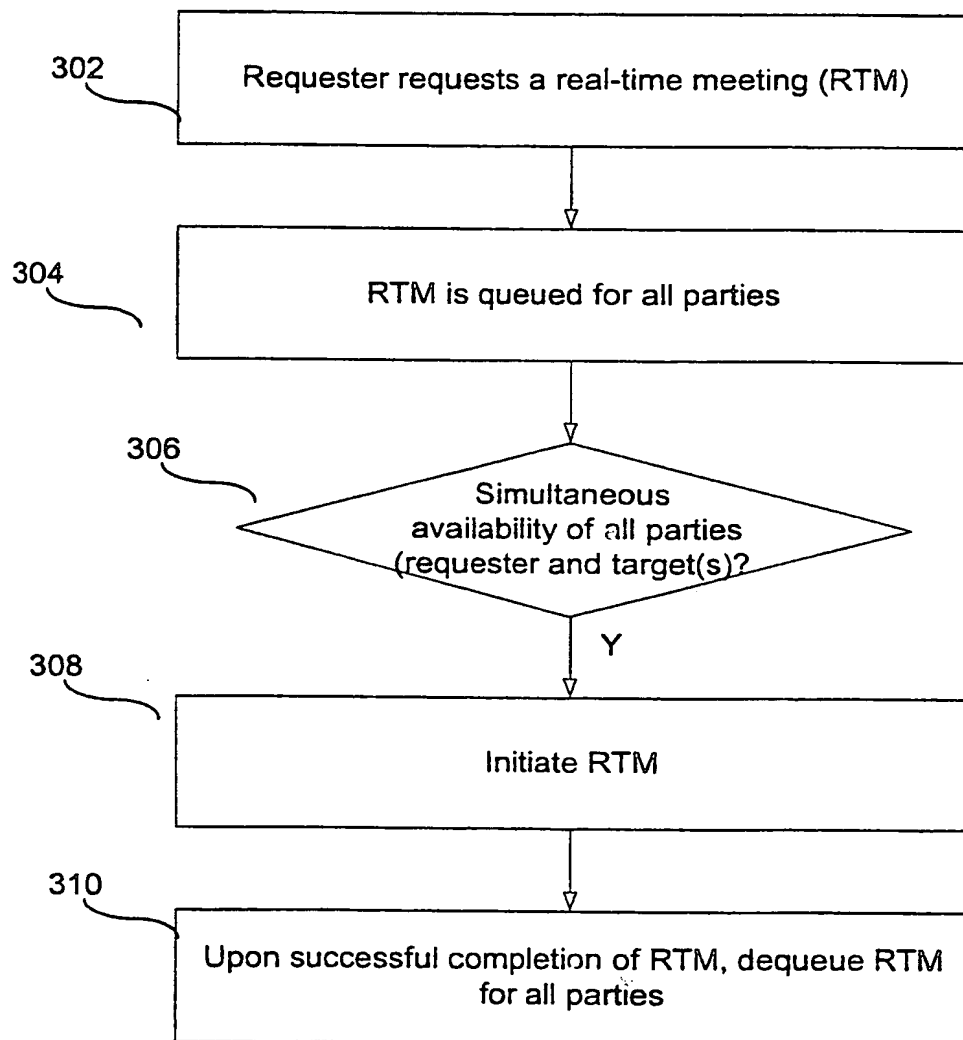 302
Requester requests a real-time meeting (RTM)
304
RTM is queued for all parties
306
Simultaneous
availability of all parties
(requester and target(s)?
Y
308
Initiate RTM
310
Upon successful completion of RTM, dequeue RTM
for all parties